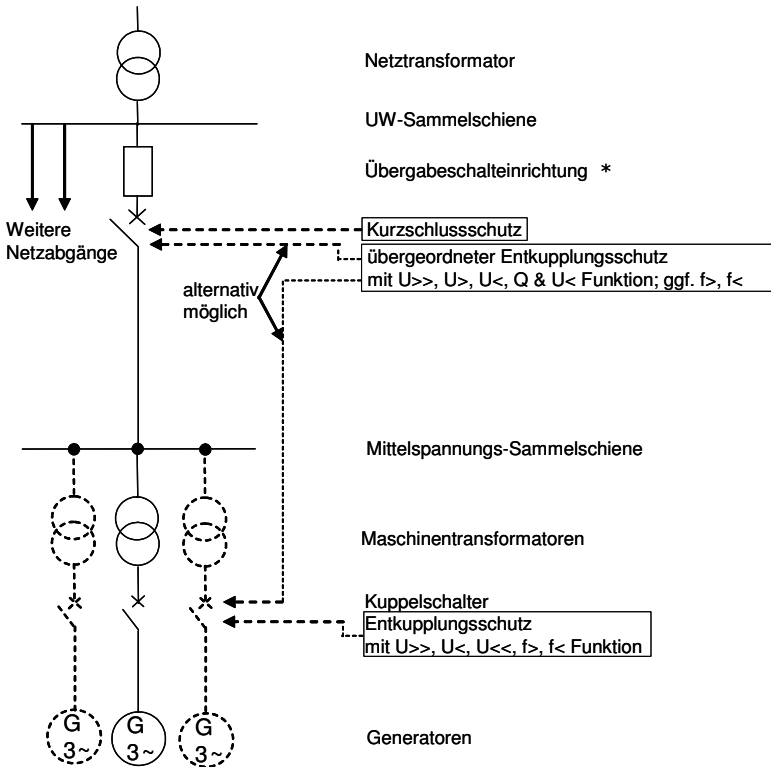 Netztransformator
UW-Sammelschiene
Übergabeschalteinrichtung *
Weitere
Netzabgänge
Kurzschlussschutz
übergeordneter Entkupplungsschutz
mit U>>, U>, U<, Q & U< Funktion; ggf. f>, f<
alternativ
möglich
Mittelspannungs-Sammelschiene
Maschinentransformatoren
Kuppelschalter
Entkupplungsschutz
mit U>>, U<, U<<, f>, f< Funktion
G
3~
G
3~
G
3~
Generatoren